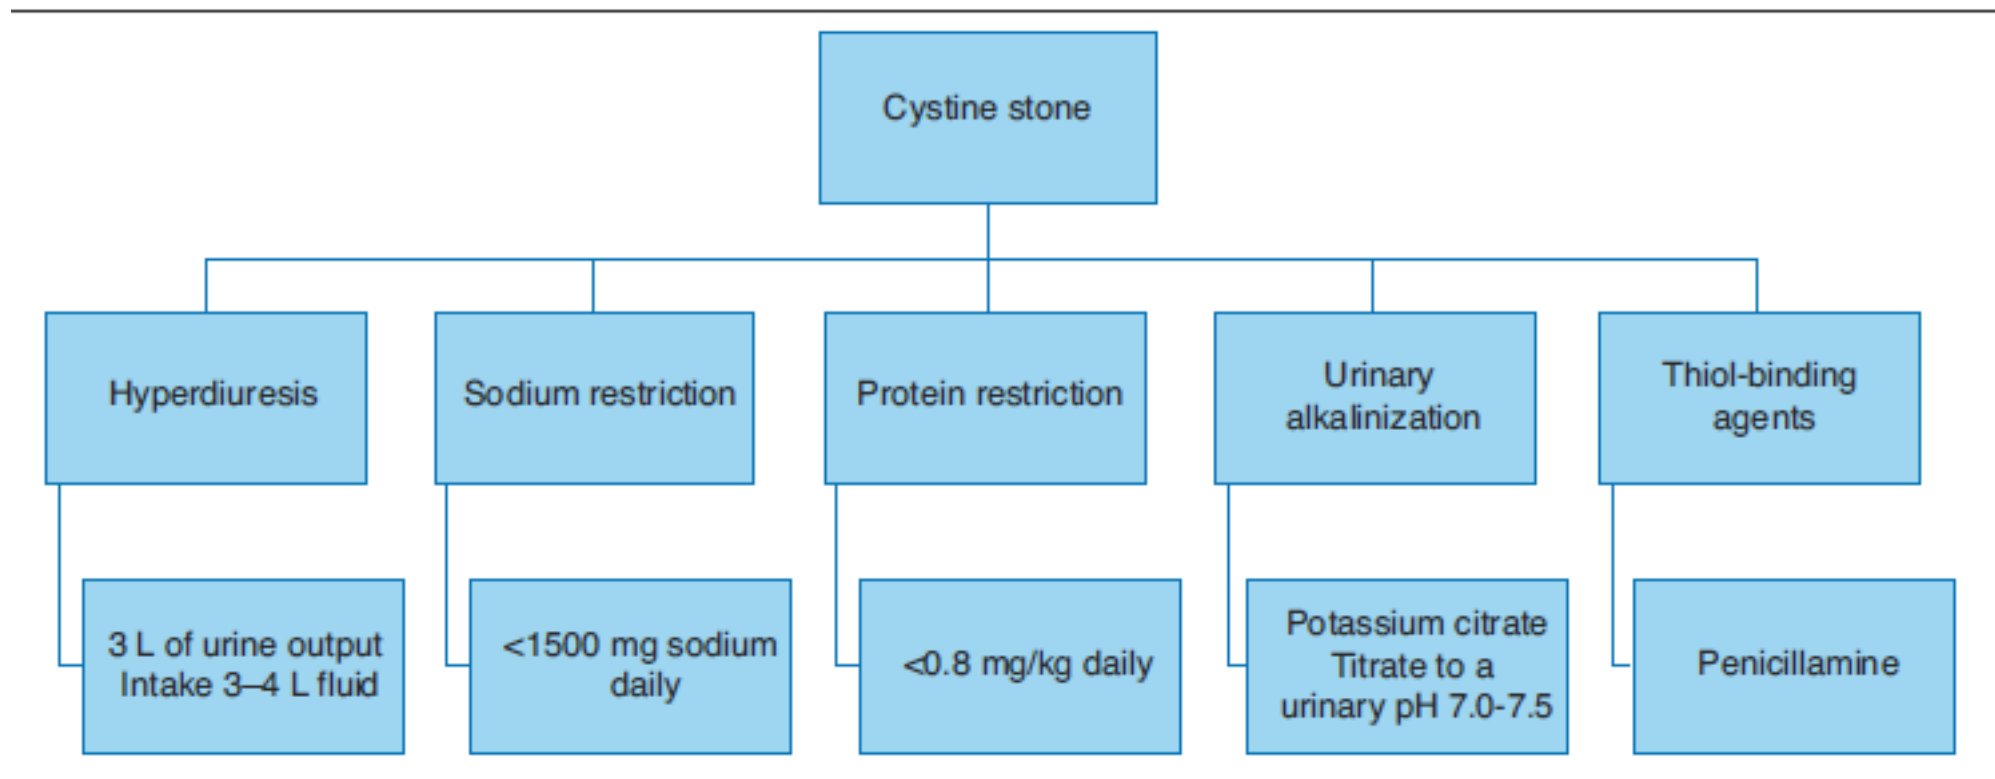 Cystine stone
Hyperdiuresis
Sodium restriction
Protein restriction
Urinary
alkalinization
Thiol-binding
agents
3 L of urine output
Intake 3–4 L fluid
<1500 mg sodium
daily
<0.8 mg/kg daily
Potassium citrate
Titrate to a
urinary pH 7.0-7.5
Penicillamine